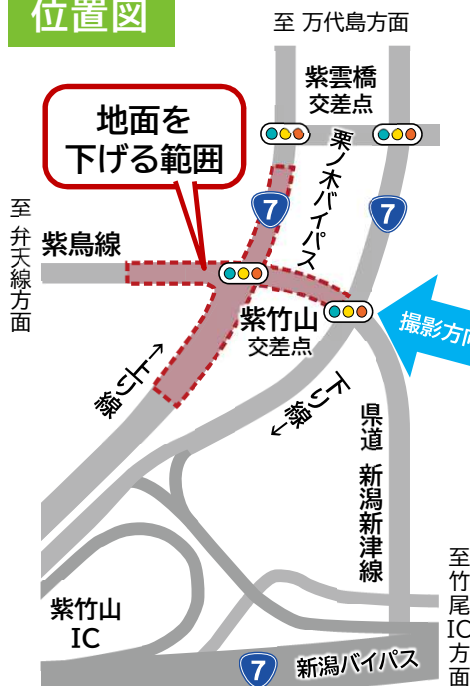 位置図
至 万代島方面
紫雲橋
交差点
地面を
下げる範囲
栗ノ木バイパス
7
7
至 弁天線方面
紫鳥線
紫竹山
交差点
撮影方向
←上り線
下り線→
県道 新潟新津線
至竹尾IC方面
紫竹山
IC
7
新潟バイパス